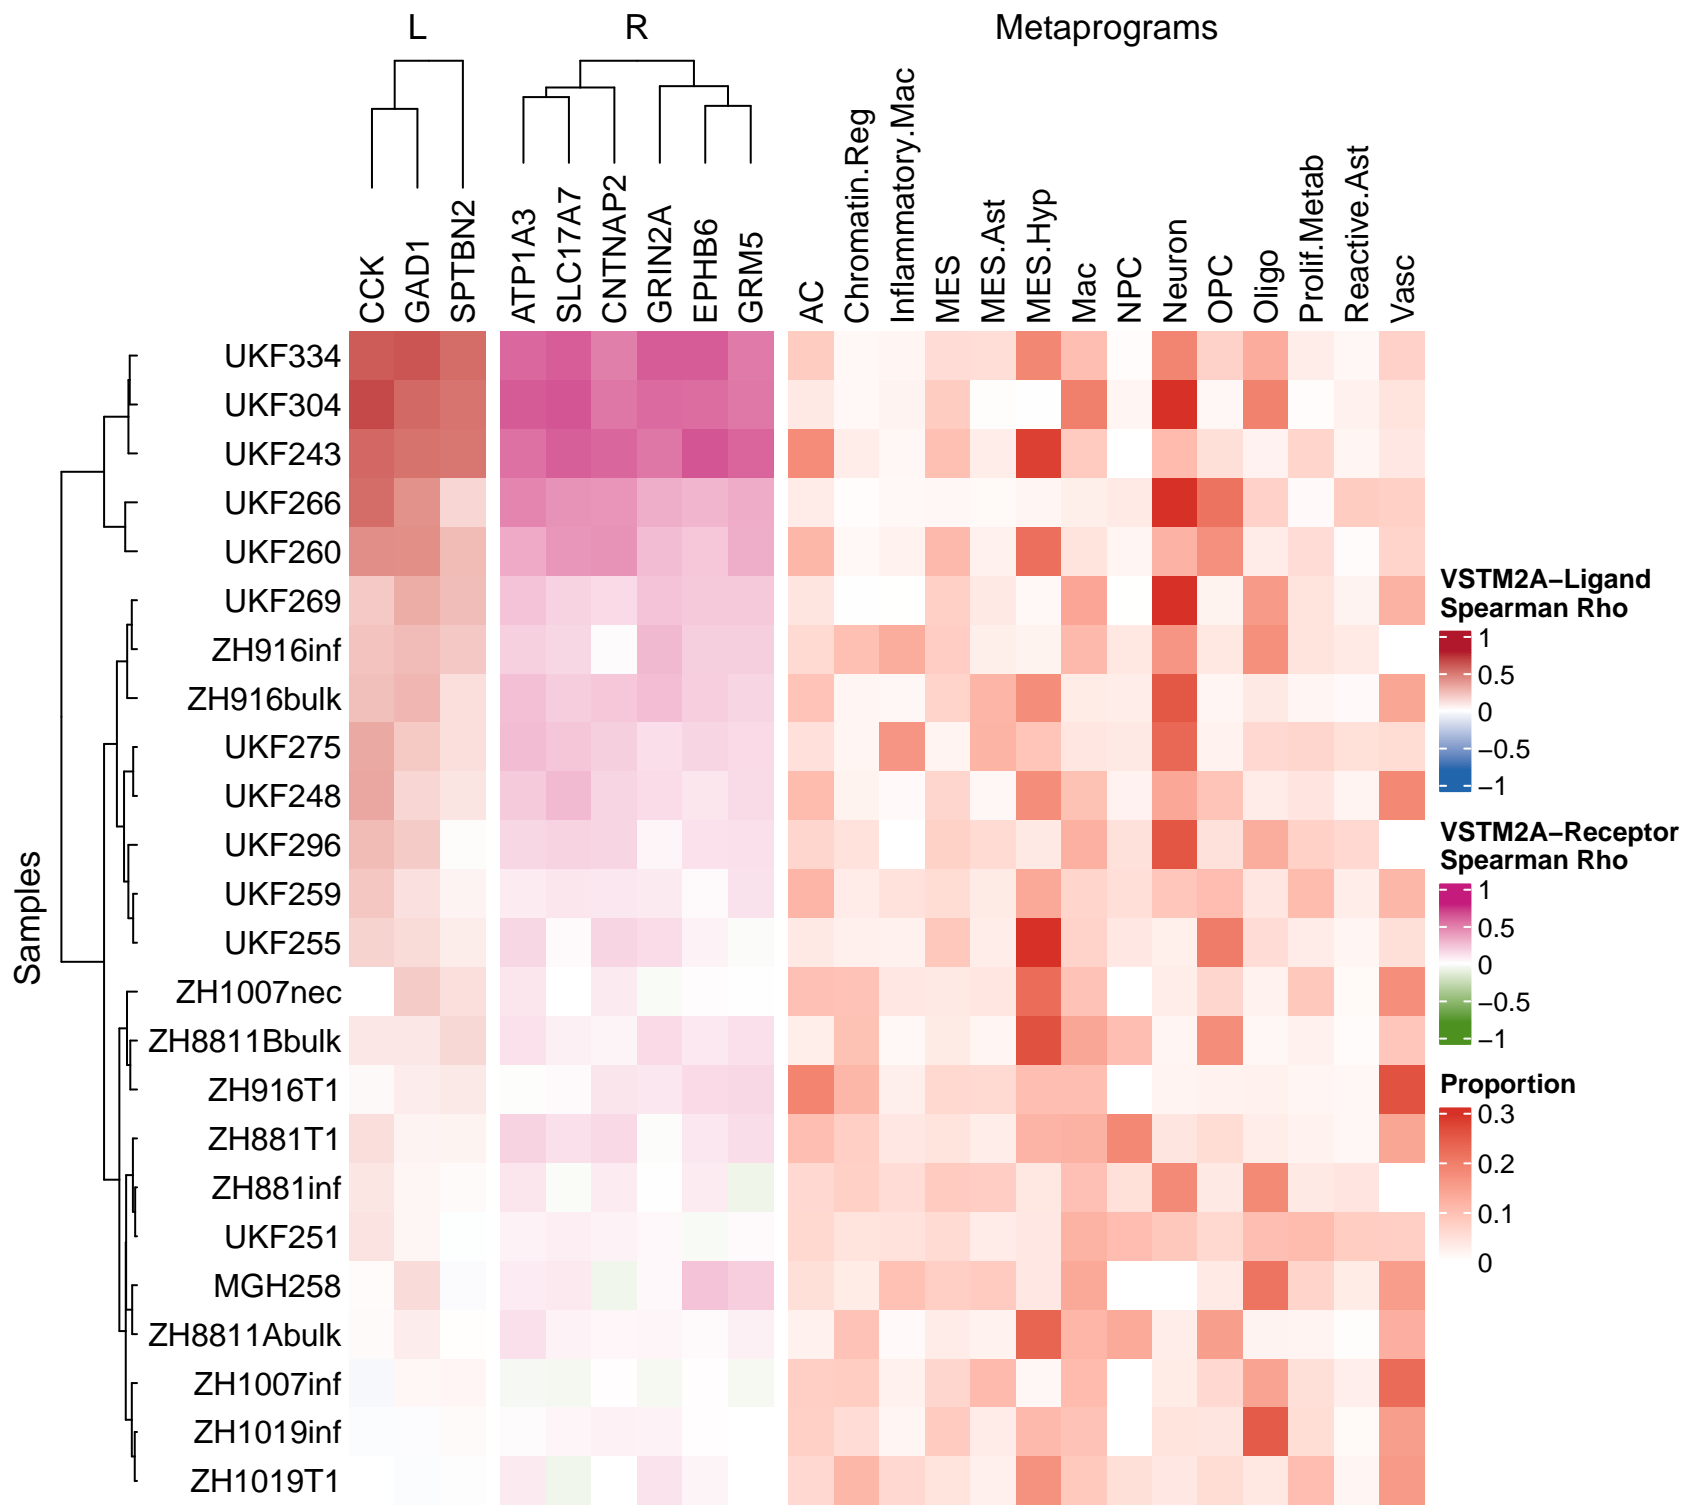 L R Metaprograms
CCK GAD1 SPTBN2 ATP1A3 SLC17A7 CNTNAP2 GRIN2A EPHB6 GRM5 AC Chromatin.Reg Inflammatory.Mac MES MES.Ast MES.Hyp Mac NPC Neuron OPC Oligo Prolif.Metab Reactive.Ast Vasc
Samples
UKF334
UKF304
UKF243
UKF266
UKF260
UKF269
ZH916inf
ZH916bulk
UKF275
UKF248
UKF296
UKF259
UKF255
ZH1007nec
ZH8811Bbulk
ZH916T1
ZH881T1
ZH881inf
UKF251
MGH258
ZH8811Abulk
ZH1007inf
ZH1019inf
ZH1019T1
VSTM2A−Ligand
Spearman Rho
1
0.5
0
−0.5
−1
VSTM2A−Receptor
Spearman Rho
1
0.5
0
−0.5
−1
Proportion
0.3
0.2
0.1
0